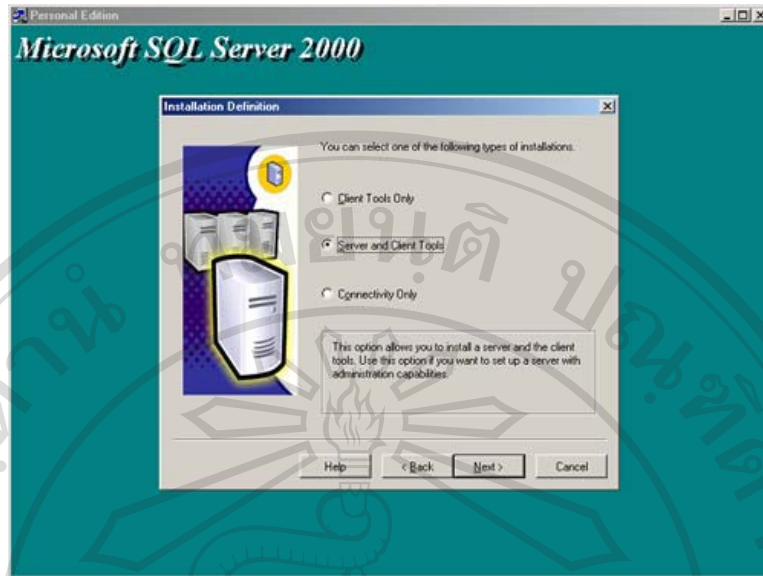 Personal Edition
Microsoft SQL Server 2000
Installation Definition
You can select one of the following types of installations.
Client Tools Only
Server and Client Tools
Connectivity Only
This option allows you to install a server and the client
tools. Use this option if you want to set up a server with
administration capabilities.
Help
< Back
Next >
Cancel